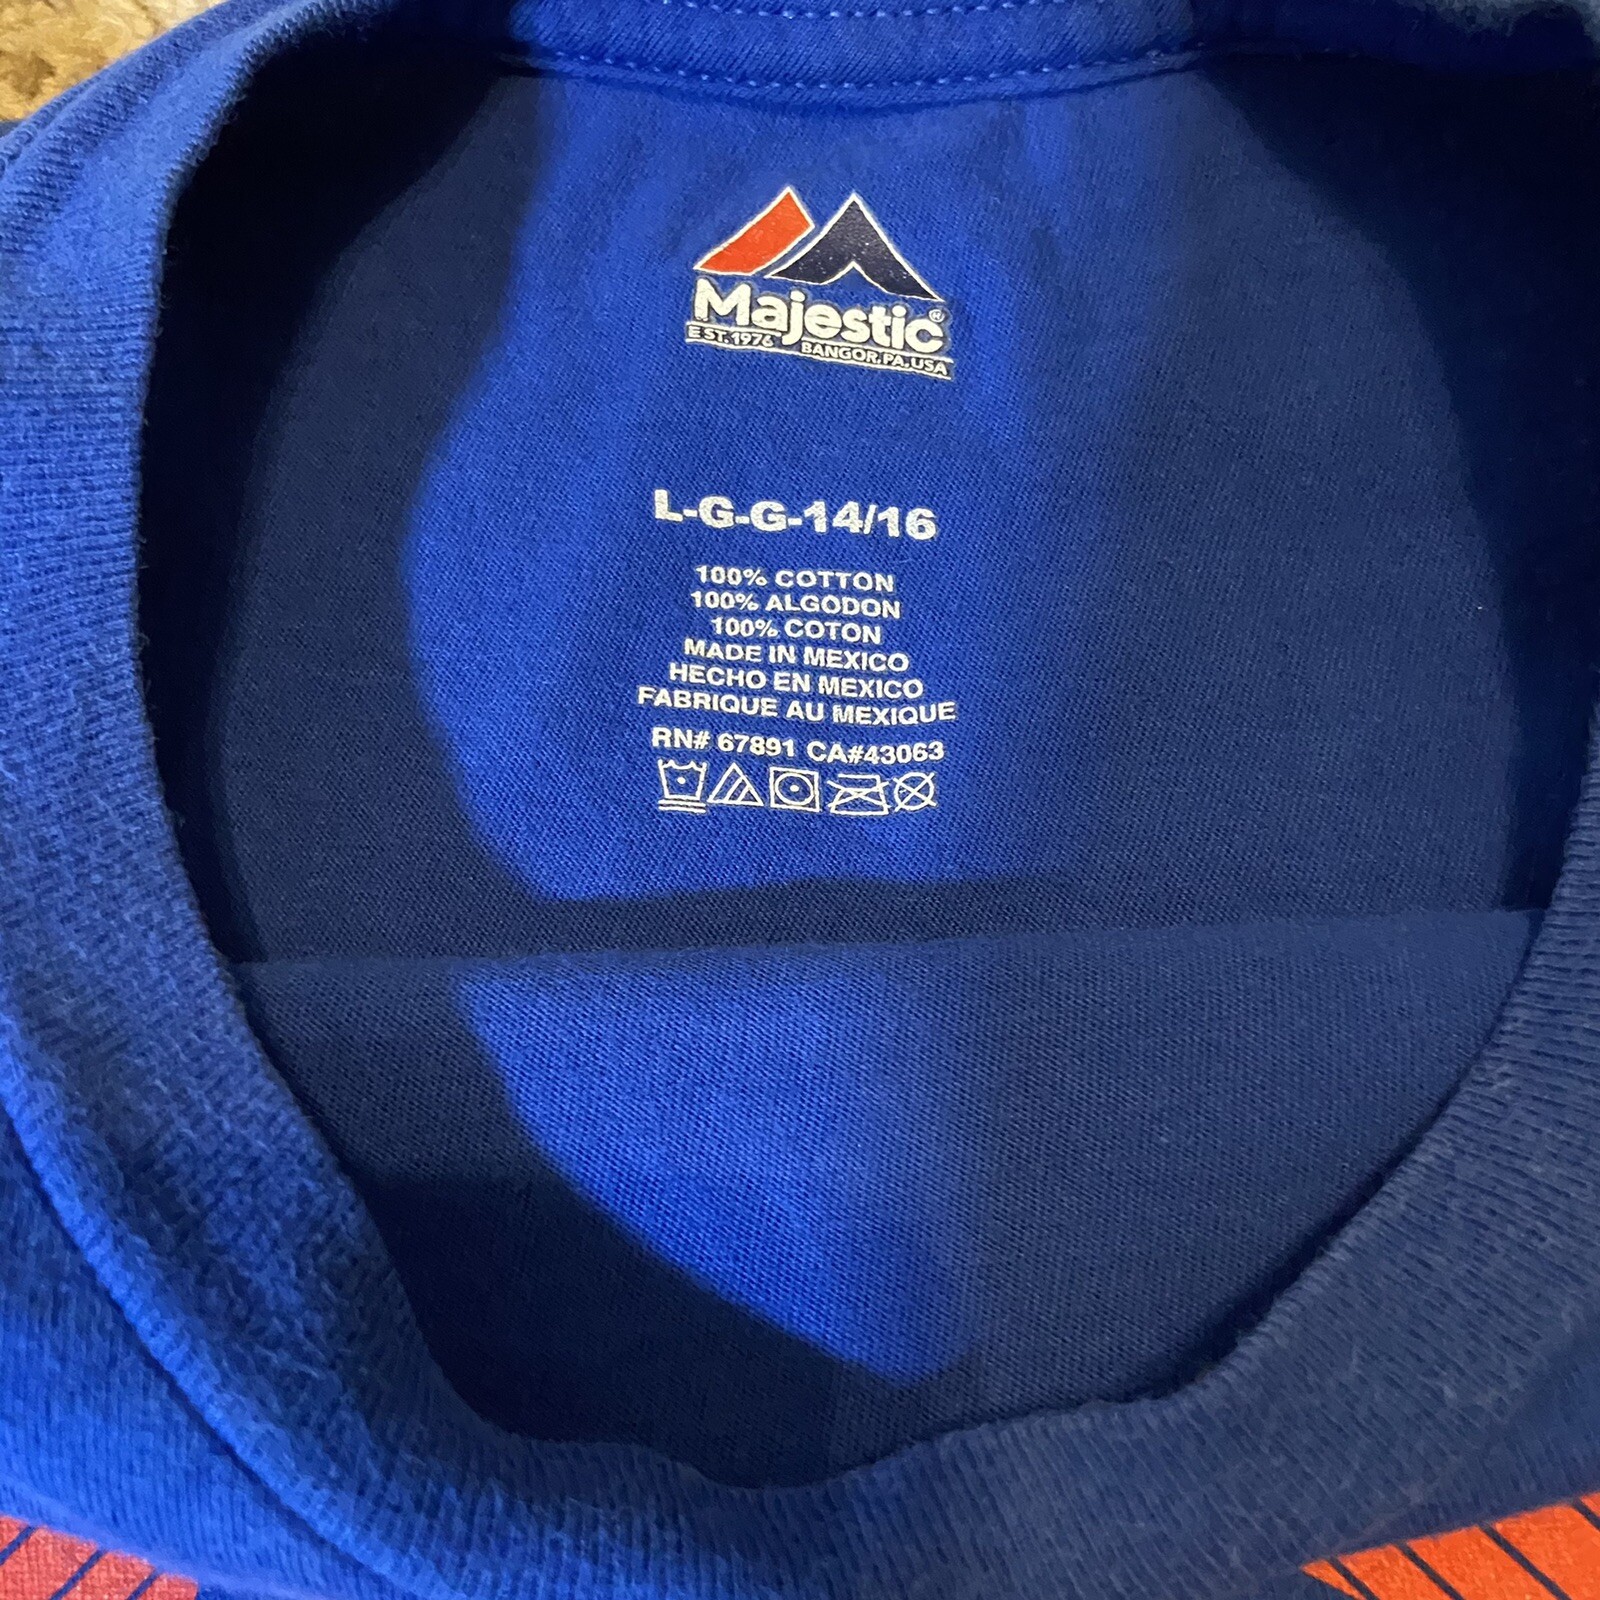 Majestic®
EST. 1976 BANGOR, PA, USA
L-G-G-14/16
100% COTTON
100% ALGODON
100% COTON
MADE IN MEXICO
HECHO EN MEXICO
FABRIQUE AU MEXIQUE
RN# 67891 CA#43063